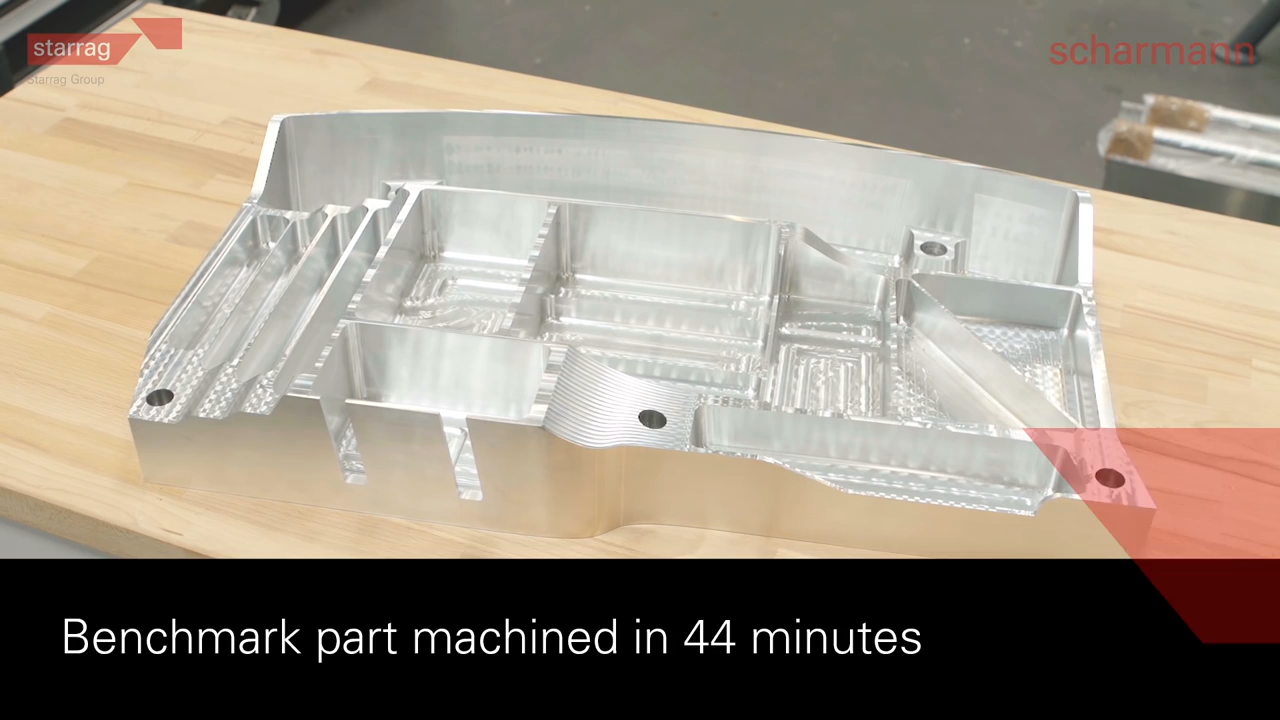 starrag
Starrag Group
scharmann
Benchmark part machined in 44 minutes